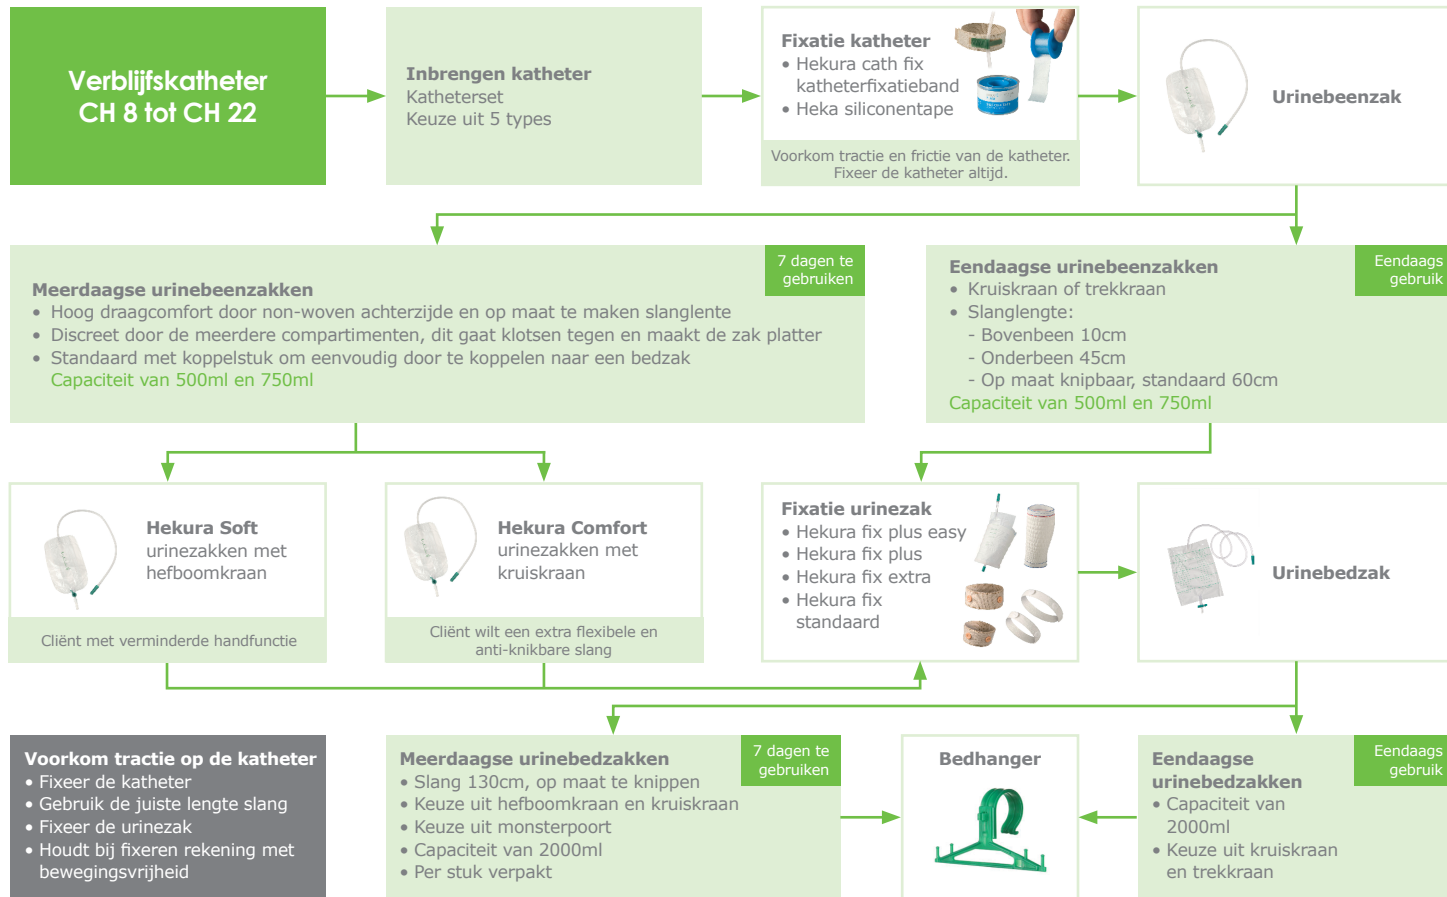 Verblijfskatheter
CH 8 tot CH 22
Inbrengen katheter
Katheterset
Keuze uit 5 types
Fixatie katheter
• Hekura cath fix
katheterfixatieband
• Heka siliconentape
Voorkom tractie en frictie van de katheter.
Fixeer de katheter altijd.
Urinebeenzak
7 dagen te
gebruiken
Meerdaagse urinebeenzakken
• Hoog draagcomfort door non-woven achterzijde en op maat te maken slanglente
• Discreet door de meerdere compartimenten, dit gaat klotsen tegen en maakt de zak platter
• Standaard met koppelstuk om eenvoudig door te koppelen naar een bedzak
Capaciteit van 500ml en 750ml
Eendaags
gebruik
Eendaagse urinebeenzakken
• Kruiskraan of trekkraan
• Slanglengte:
- Bovenbeen 10cm
- Onderbeen 45cm
- Op maat knipbaar, standaard 60cm
Capaciteit van 500ml en 750ml
Hekura Soft
urinezakken met
hefboomkraan
Cliënt met verminderde handfunctie
Hekura Comfort
urinezakken met
kruiskraan
Cliënt wilt een extra flexibele en
anti-knikbare slang
Fixatie urinezak
• Hekura fix plus easy
• Hekura fix plus
• Hekura fix extra
• Hekura fix
standaard
Urinebedzak
Voorkom tractie op de katheter
• Fixeer de katheter
• Gebruik de juiste lengte slang
• Fixeer de urinezak
• Houdt bij fixeren rekening met
bewegingsvrijheid
7 dagen te
gebruiken
Meerdaagse urinebedzakken
• Slang 130cm, op maat te knippen
• Keuze uit hefboomkraan en kruiskraan
• Keuze uit monsterpoort
• Capaciteit van 2000ml
• Per stuk verpakt
Bedhanger
Eendaags
gebruik
Eendaagse
urinebedzakken
• Capaciteit van
2000ml
• Keuze uit kruiskraan
en trekkraan